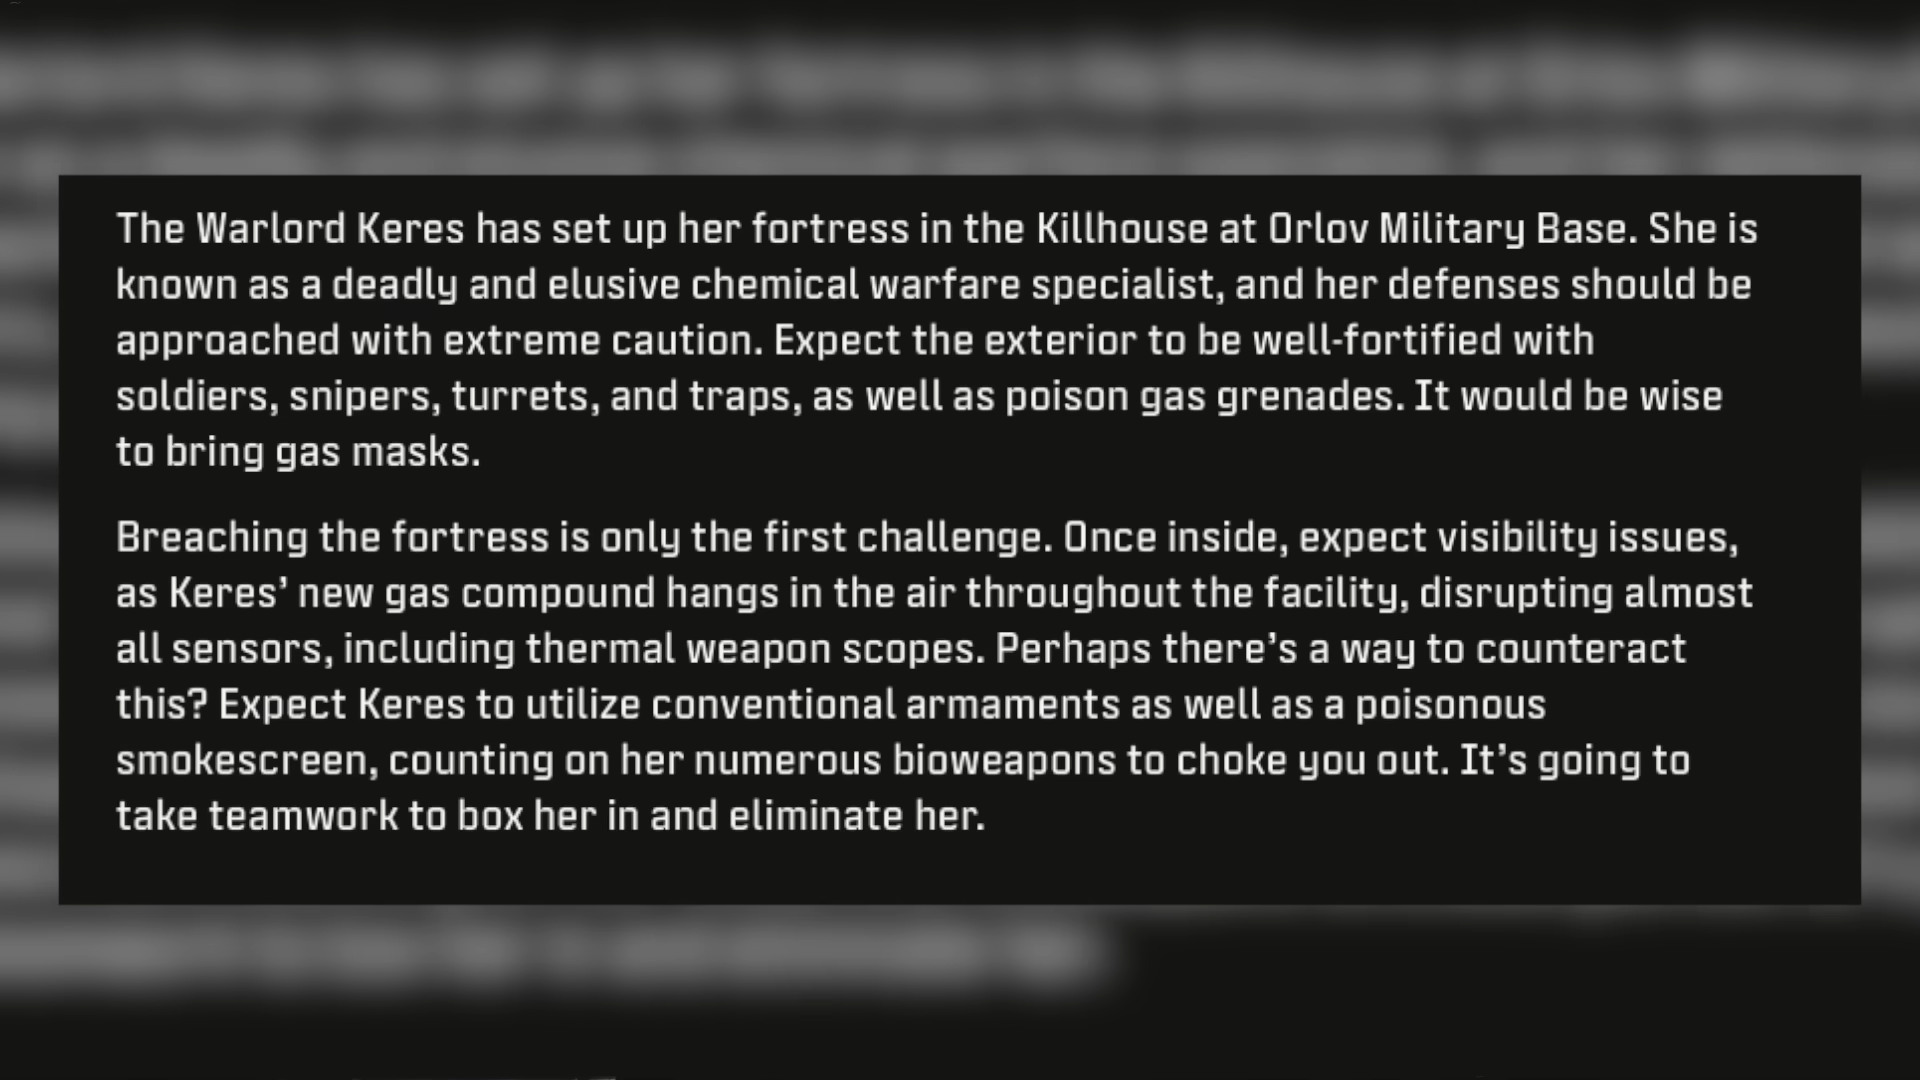 The Warlord Keres has set up her fortress in the Killhouse at Orlov Military Base. She is
known as a deadly and elusive chemical warfare specialist, and her defenses should be
approached with extreme caution. Expect the exterior to be well-fortified with
soldiers, snipers, turrets, and traps, as well as poison gas grenades. It would be wise
to bring gas masks.
Breaching the fortress is only the first challenge. Once inside, expect visibility issues,
as Keres’ new gas compound hangs in the air throughout the facility, disrupting almost
all sensors, including thermal weapon scopes. Perhaps there’s a way to counteract
this? Expect Keres to utilize conventional armaments as well as a poisonous
smokescreen, counting on her numerous bioweapons to choke you out. It’s going to
take teamwork to box her in and eliminate her.